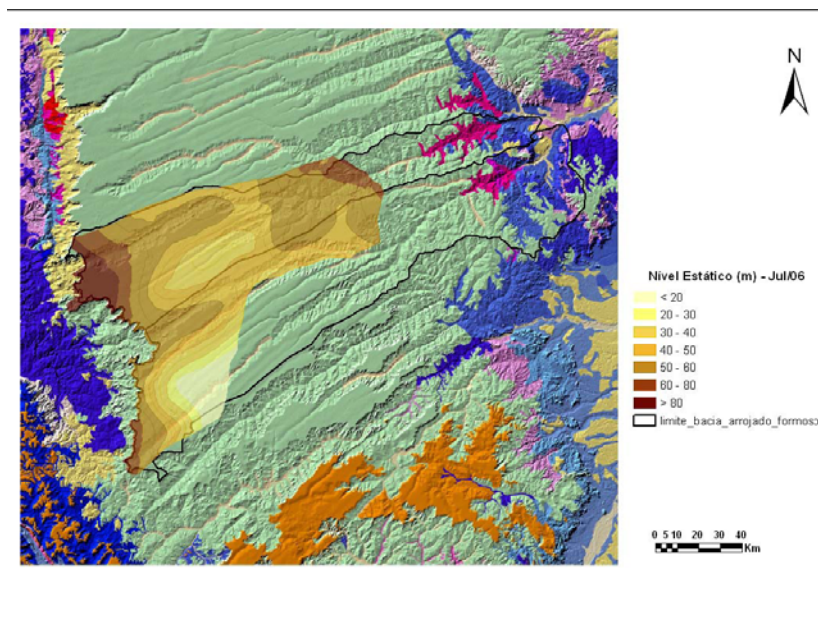 N
Nível Estático (m) - Jul/06
< 20
20 - 30
30 - 40
40 - 50
50 - 60
60 - 80
> 80
limite_bacia_arrojado_formoso
0 5 10 20 30 40
Km